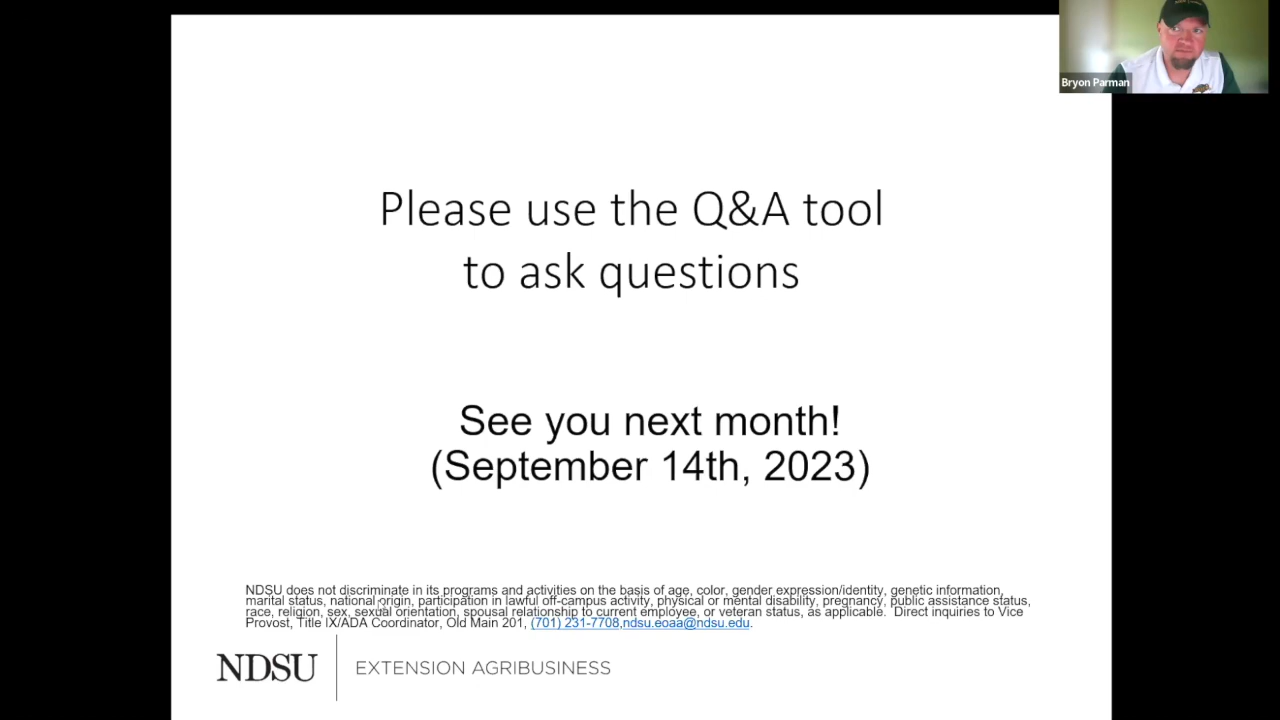 Bryon Parman
Please use the Q&A tool
to ask questions
See you next month!
(September 14th, 2023)
NDSU does not discriminate in its programs and activities on the basis of age, color, gender expression/identity, genetic information,
marital status, national origin, participation in lawful off-campus activity, physical or mental disability, pregnancy, public assistance status,
race, religion, sex, sexual orientation, spousal relationship to current employee, or veteran status, as applicable. Direct inquiries to Vice
Provost, Title IX/ADA Coordinator, Old Main 201, (701) 231-7708,ndsu.eoaa@ndsu.edu.
NDSU EXTENSION AGRIBUSINESS